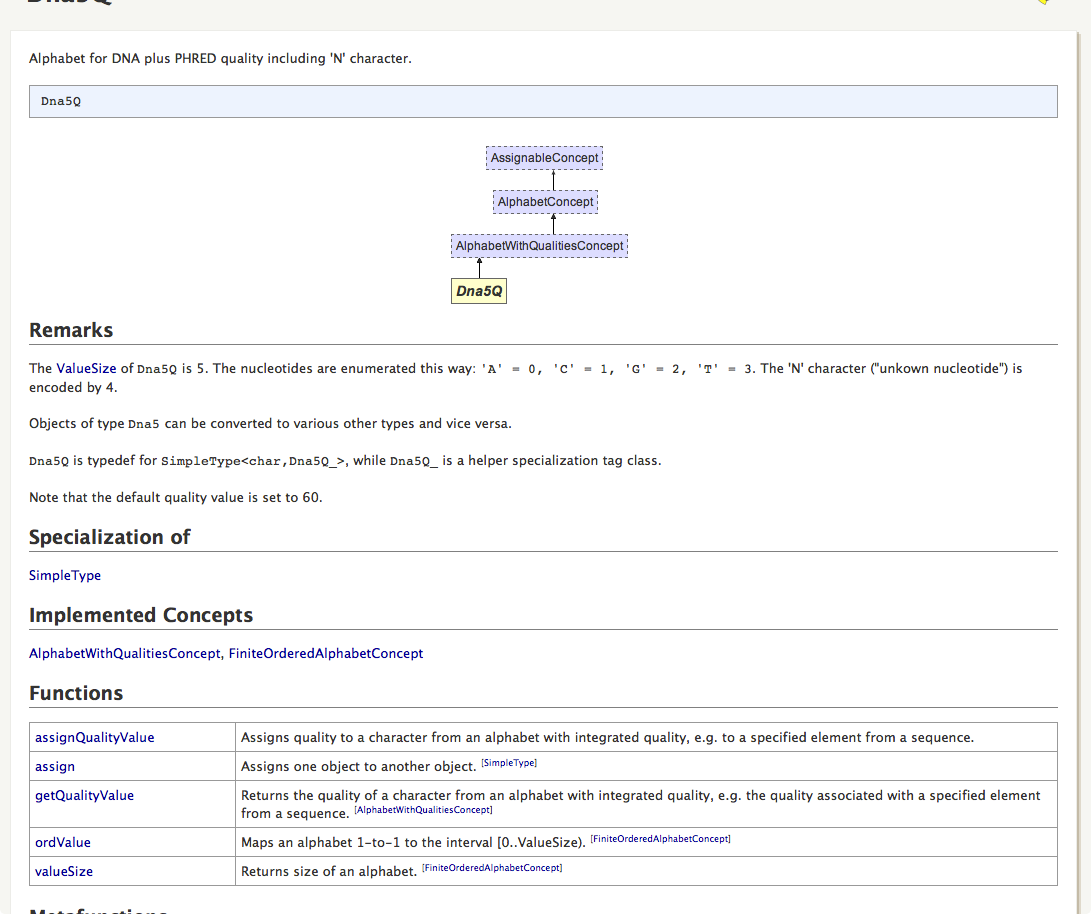 Dna5Q
Alphabet for DNA plus PHRED quality including 'N' character.
Dna5Q
AssignableConcept
AlphabetConcept
AlphabetWithQualitiesConcept
Dna5Q
Remarks
The ValueSize of Dna5Q is 5. The nucleotides are enumerated this way: 'A' = 0, 'C' = 1, 'G' = 2, 'T' = 3. The 'N' character ("unkown nucleotide") is
encoded by 4.
Objects of type Dna5 can be converted to various other types and vice versa.
Dna5Q is typedef for SimpleType<char,Dna5Q_>, while Dna5Q_ is a helper specialization tag class.
Note that the default quality value is set to 60.
Specialization of
SimpleType
Implemented Concepts
AlphabetWithQualitiesConcept, FiniteOrderedAlphabetConcept
Functions
assignQualityValue Assigns quality to a character from an alphabet with integrated quality, e.g. to a specified element from a sequence.
assign Assigns one object to another object. [SimpleType]
getQualityValue Returns the quality of a character from an alphabet with integrated quality, e.g. the quality associated with a specified element
from a sequence. [AlphabetWithQualitiesConcept]
ordValue Maps an alphabet 1-to-1 to the interval [0..ValueSize). [FiniteOrderedAlphabetConcept]
valueSize Returns size of an alphabet. [FiniteOrderedAlphabetConcept]
Metafunctions